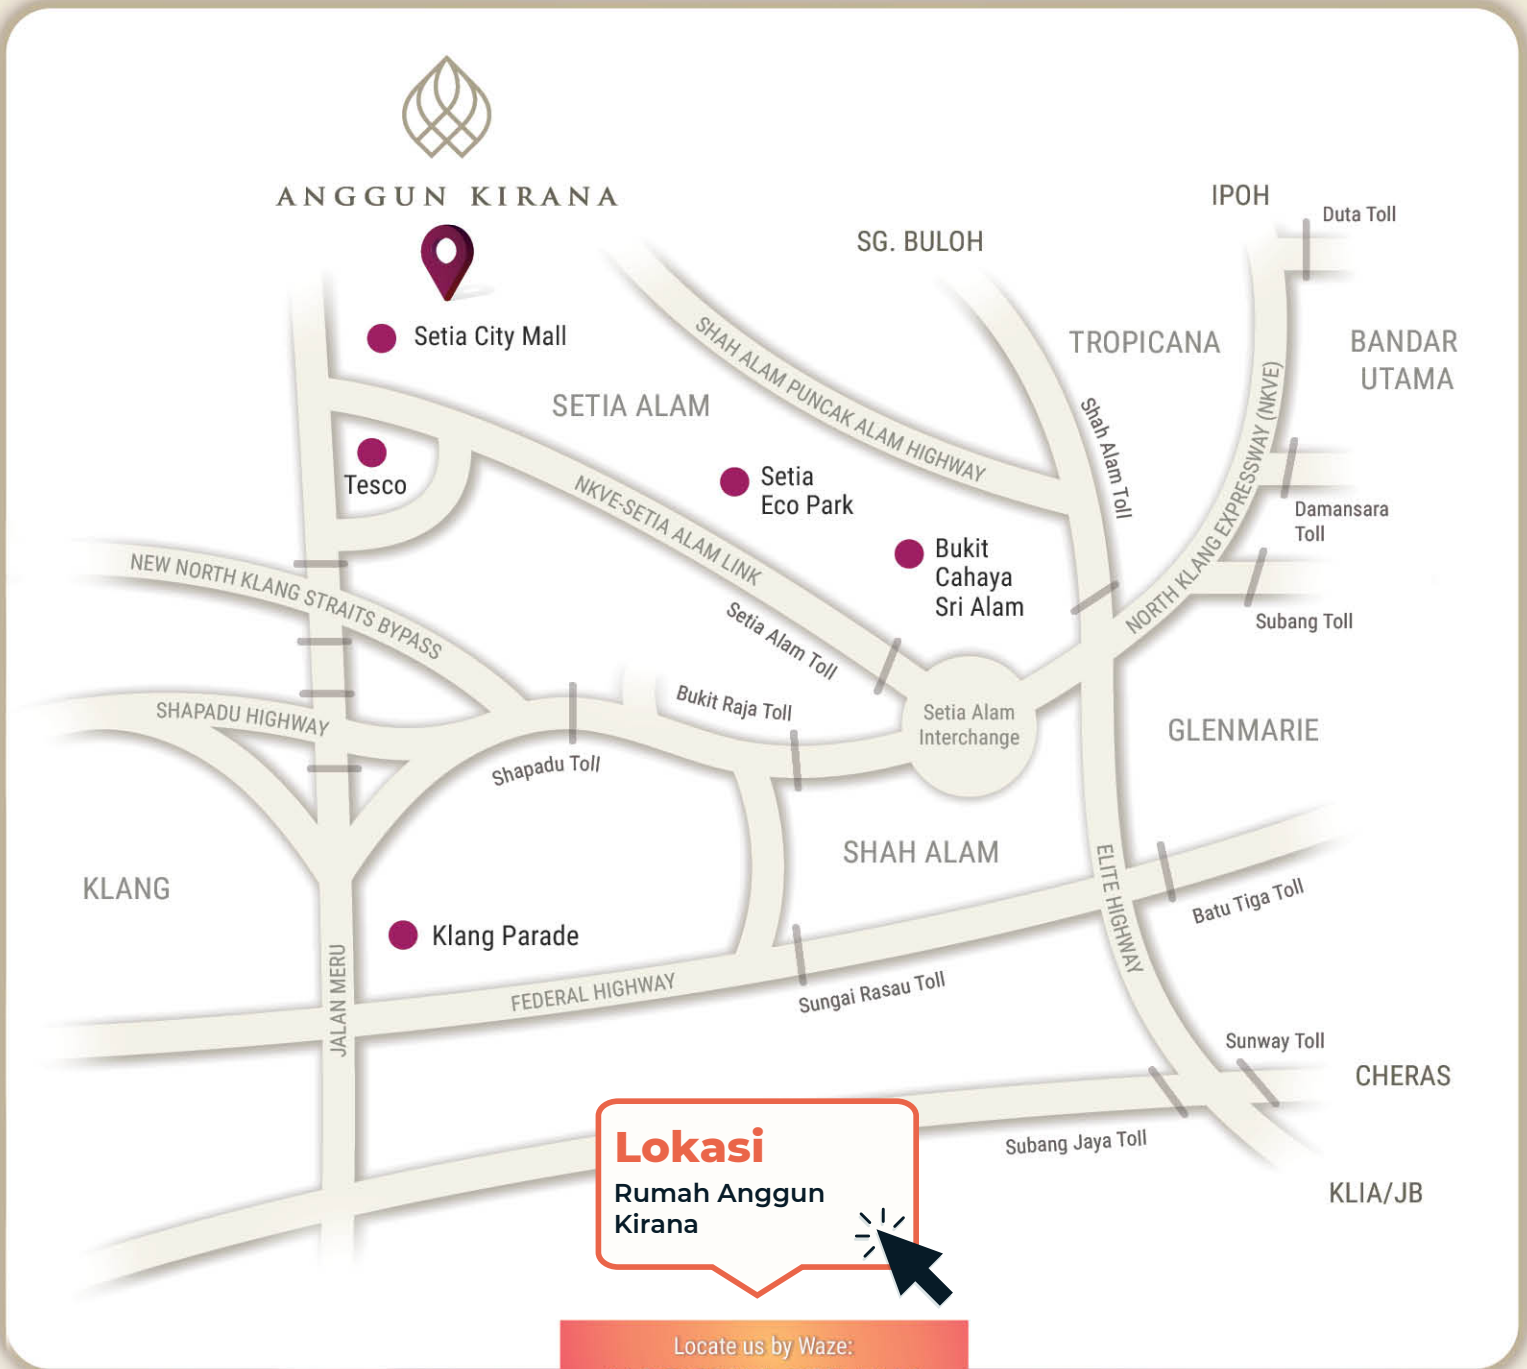 ANGGUN KIRANA
IPOH
Duta Toll
SG. BULOH
Setia City Mall
SHAH ALAM PUNCAK ALAM HIGHWAY
TROPICANA
BANDAR
UTAMA
SETIA ALAM
Shah Alam Toll
NORTH KLANG EXPRESSWAY (NKVE)
Tesco
Setia
Eco Park
NKVE-SETIA ALAM LINK
Damansara
Toll
Bukit
Cahaya
Sri Alam
NEW NORTH KLANG STRAITS BYPASS
Setia Alam Toll
Subang Toll
SHAPADU HIGHWAY
Bukit Raja Toll
Setia Alam
Interchange
GLENMARIE
Shapadu Toll
SHAH ALAM
ELITE HIGHWAY
KLANG
Batu Tiga Toll
Klang Parade
JALAN MERU
FEDERAL HIGHWAY
Sungai Rasau Toll
Sunway Toll
CHERAS
Subang Jaya Toll
KLIA/JB
Lokasi
Rumah Anggun
Kirana
Locate us by Waze: